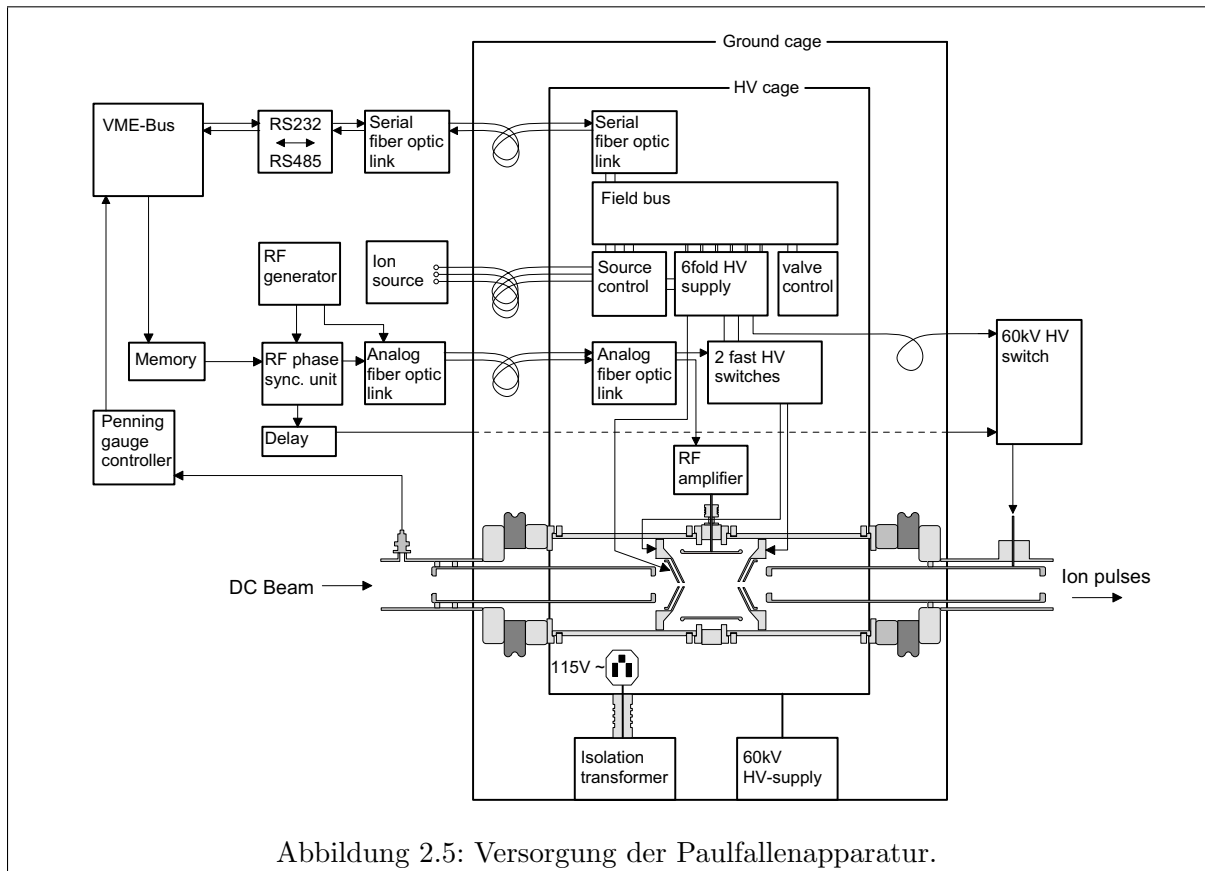 Ground cage
HV cage
VME-Bus
RS232
RS485
Serial
fiber optic
link
Serial
fiber optic
link
Field bus
RF
generator
Ion
source
Source
control
6fold HV
supply
valve
control
Memory
RF phase
sync. unit
Analog
fiber optic
link
Analog
fiber optic
link
2 fast HV
switches
60kV HV
switch
Penning
gauge
controller
Delay
RF
amplifier
DC Beam
Ion pulses
115V ~
Isolation
transformer
60kV
HV-supply
Abbildung 2.5: Versorgung der Paulfallenapparatur.